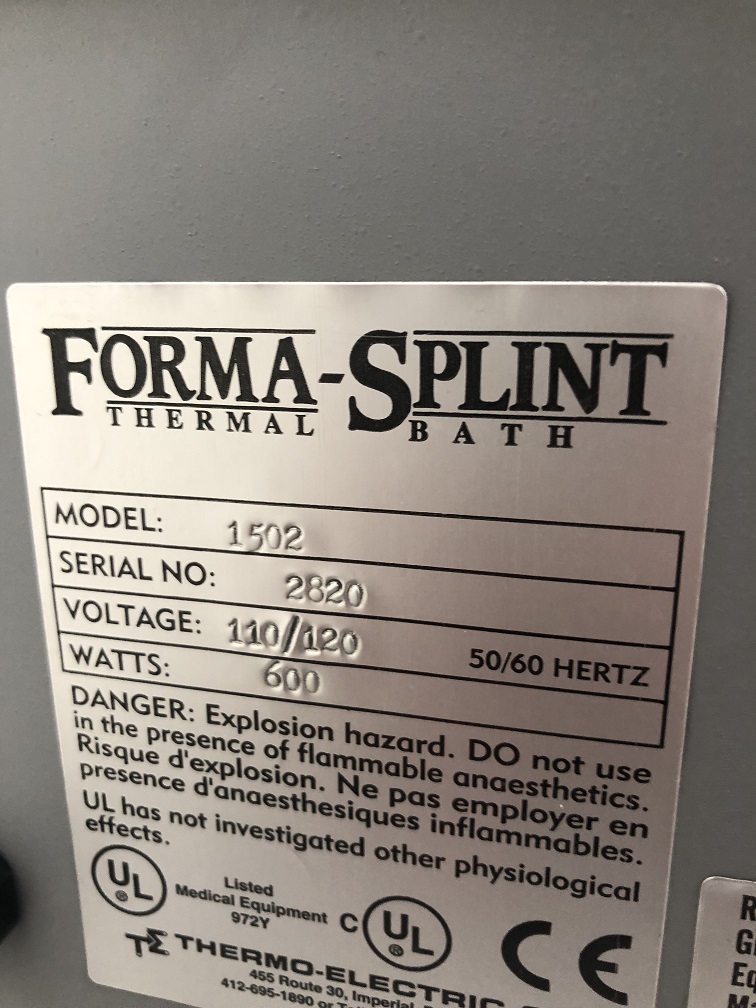 FORMA-SPLINT
THERMAL BATH
MODEL: 1502
SERIAL NO: 2820
VOLTAGE: 110/120 50/60 HERTZ
WATTS: 600
DANGER: Explosion hazard. DO not use
in the presence of flammable anaesthetics.
Risque d'explosion. Ne pas employer en
presence d'anaesthesiques inflammables.
UL has not investigated other physiological
effects.
UL
Listed
Medical Equipment
972Y
C UL
CE
TE THERMO-ELECTRIC
455 Route 30, Imperial
412-695-1890 or